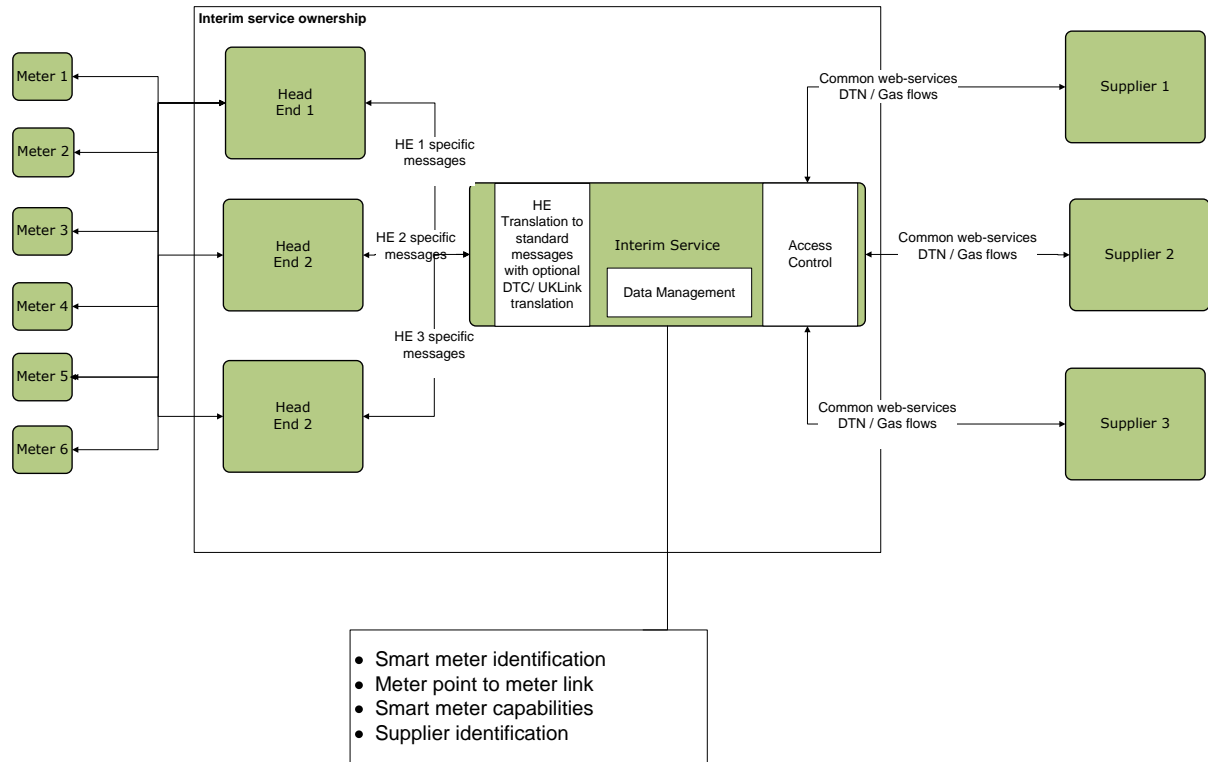 Interim service ownership
Meter 1
Meter 2
Meter 3
Meter 4
Meter 5
Meter 6
Head
End 1
Head
End 2
Head
End 2
HE 1 specific
messages
HE 2 specific
messages
HE 3 specific
messages
HE
Translation to
standard
messages
with optional
DTC/ UKLink
translation
Interim Service
Data Management
Access
Control
Common web-services
DTN / Gas flows
Common web-services
DTN / Gas flows
Common web-services
DTN / Gas flows
Supplier 1
Supplier 2
Supplier 3
• Smart meter identification
• Meter point to meter link
• Smart meter capabilities
• Supplier identification